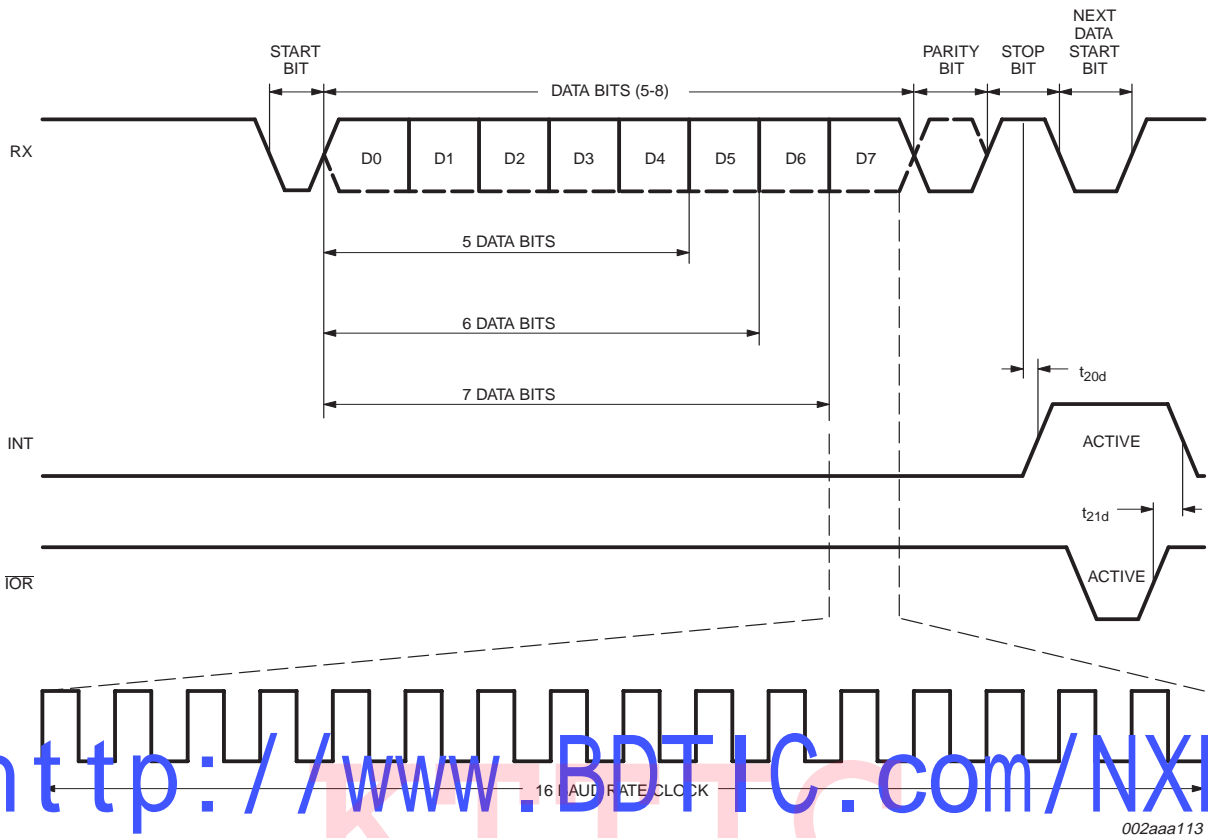 START
BIT
DATA BITS (5-8)
PARITY
BIT
STOP
BIT
NEXT
DATA
START
BIT
RX
D0 D1 D2 D3 D4 D5 D6 D7
5 DATA BITS
6 DATA BITS
7 DATA BITS
t20d
INT
ACTIVE
t21d
IOR
ACTIVE
16 BAUD RATE CLOCK
http://www.BDTIC.com/NXP
002aaa113